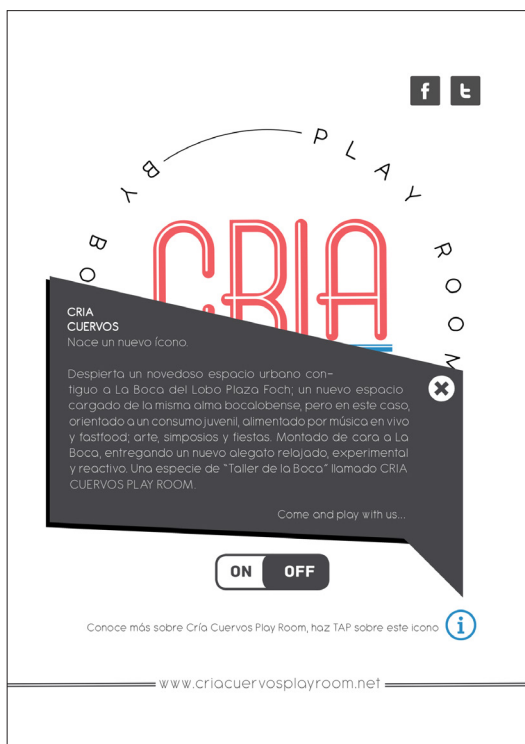 f t
BY BO
PLAY ROOM
CRIA
CRIA
CUERVOS
Nace un nuevo ícono.
Despierta un novedoso espacio urbano con-
tiguo a La Boca del Lobo Plaza Foch; un nuevo espacio
cargado de la misma alma bocalobense, pero en este caso,
orientado a un consumo juvenil, alimentado por música en vivo
y fastfood; arte, simposios y fiestas. Montado de cara a La
Boca, entregando un nuevo alegato relajado, experimental
y reactivo. Una especie de "Taller de la Boca" llamado CRIA
CUERVOS PLAY ROOM.
Come and play with us...
ON OFF
Conoce más sobre Cría Cuervos Play Room, haz TAP sobre este icono i
www.criacuervosplayroom.net